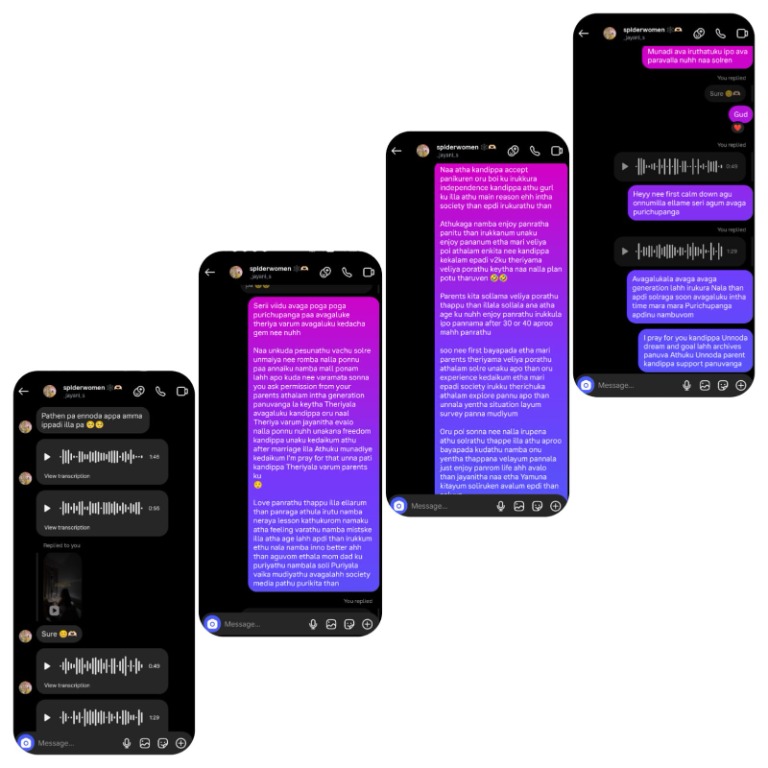 spiderwomen
_jayani_s
Pathen pa ennoda appa amma
ippadi illa pa 🥺😢
1:45
View transcription
0:56
View transcription
Replied to you
Sure
0:45
View transcription
1:29
Message...
spiderwomen
_jayani_s
Serii viidu avaga poga poga
purichupanga paa avagaluke
theriya varum avagaluku kedacha
gem nee nuhh
Naa unkuda pesunathu vachu solre
unmaiya nee romba nalla ponnu
paa annaiku namba mall ponam
lahh apo kuda nee varamata sonna
you ask permission from your
parents athalam intha generation
panuvanga la keytha Theriyala
avagaluku kandippa oru naal
Theriya varum jayanitha evalo
nalla ponnu nuhh unakana freedom
kandippa unaku kedaikum athu
after marriage illa Athuku munadiye
kedaikum I'm pray for that unna pati
kandippa Theriyala varum parents
ku
😌
Love panrathu thappu illa ellarum
than panraga athula irutu namba
neraya lesson kathukurom namaku
atha feeling varathu namba mistske
illa atha age lahh apdi than irukkum
ethu nala namba inno better ahh
than aguvom ethala mom dad ku
puriyathu nambala soli Puriyala
vaika mudiyathu avagalahh society
media pathu purikita than
You replied
Message...
spiderwomen
_jayani_s
Naa atha kandippa accept
panikuren oru boi ku irukkura
independence kandippa athu gurl
ku illa athu main reason ehh intha
society than epdi irukurathu than
Athukaga namba enjoy panratha
panitu than irukkanum unaku
enjoy pananum etha mari veliya
poi athalam enkita nee kandippa
kekalam epadi v2ku theriyama
veliya porathu keytha naa nalla plan
potu tharuven 🤣🤣
Parents kita sollama veliya porathu
thappu than illala sollala ana atha
age ku nuhh enjoy panrathu irukkula
ipo pannama after 30 or 40 aproo
mahh panrathu
soo nee first bayapada etha mari
parents theriyama veliya porathu
athalam solre unaku apo than oru
experience kedaikum etha mari
epadi society irukku therichuka
athalam explore pannu apo than
unnala yentha situation layum
survey panna mudiyum
Oru poi sonna nee nalla irupena
athu solrathu thappe illa athu aproo
bayapada kudathu namba onu
yentha thappana velayum pannala
just enjoy panrom life ahh avalo
than jayanitha naa etha Yamuna
kitayum soliruken avalum epdi than
Message...
spiderwomen
_jayani_s
Munadi ava iruthatuku ipo ava
paravalla nuhh naa solren
You replied
Sure
Gud
❤️
You replied
0:45
Heyy nee first calm down agu
onnumilla ellame seri agum avaga
purichupanga
You replied
1:29
Avagalukala avaga avaga
generation lahh irukura Nala than
apdi solraga soon avagaluku intha
time mara mara Purichupanga
apdinu nambuvom
I pray for you kandippa Unnoda
dream and goal lahh archives
panuva Athuku Unnoda parent
kandippa support panuvanga
Message...